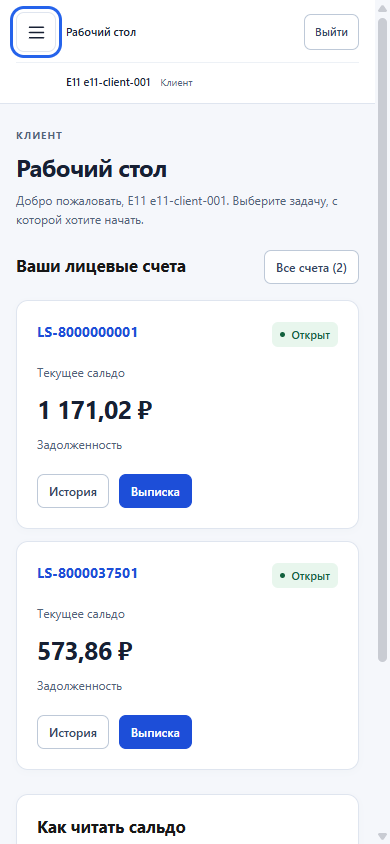 Рабочий стол
Выйти
E11 e11-client-001 Клиент
КЛИЕНТ
Рабочий стол
Добро пожаловать, E11 e11-client-001. Выберите задачу, с
которой хотите начать.
Ваши лицевые счета
Все счета (2)
LS-8000000001
Открыт
Текущее сальдо
1 171,02 ₽
Задолженность
История
Выписка
LS-8000037501
Открыт
Текущее сальдо
573,86 ₽
Задолженность
История
Выписка
Как читать сальдо